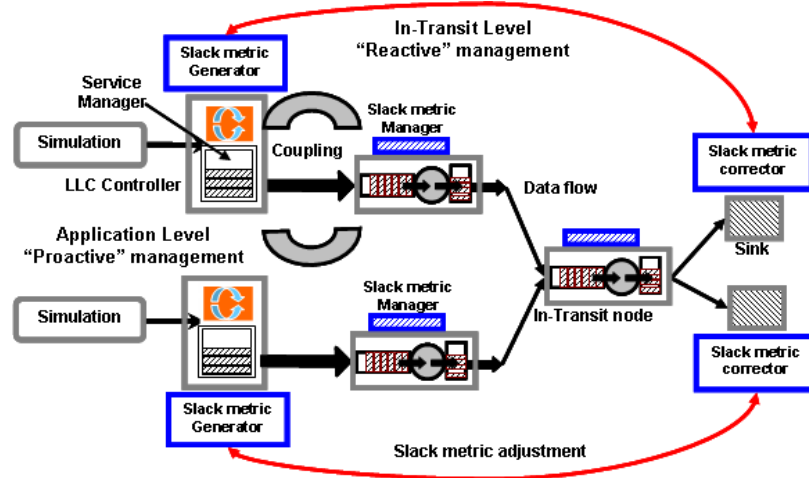 In-Transit Level
"Reactive" management
Slack metric
Generator
Service
Manager
Slack metric
Manager
Simulation
Coupling
Slack metric
corrector
LLC Controller
Data flow
Application Level
"Proactive" management
Sink
Slack metric
Manager
Simulation
In-Transit node
Slack metric
corrector
Slack metric
Generator
Slack metric adjustment